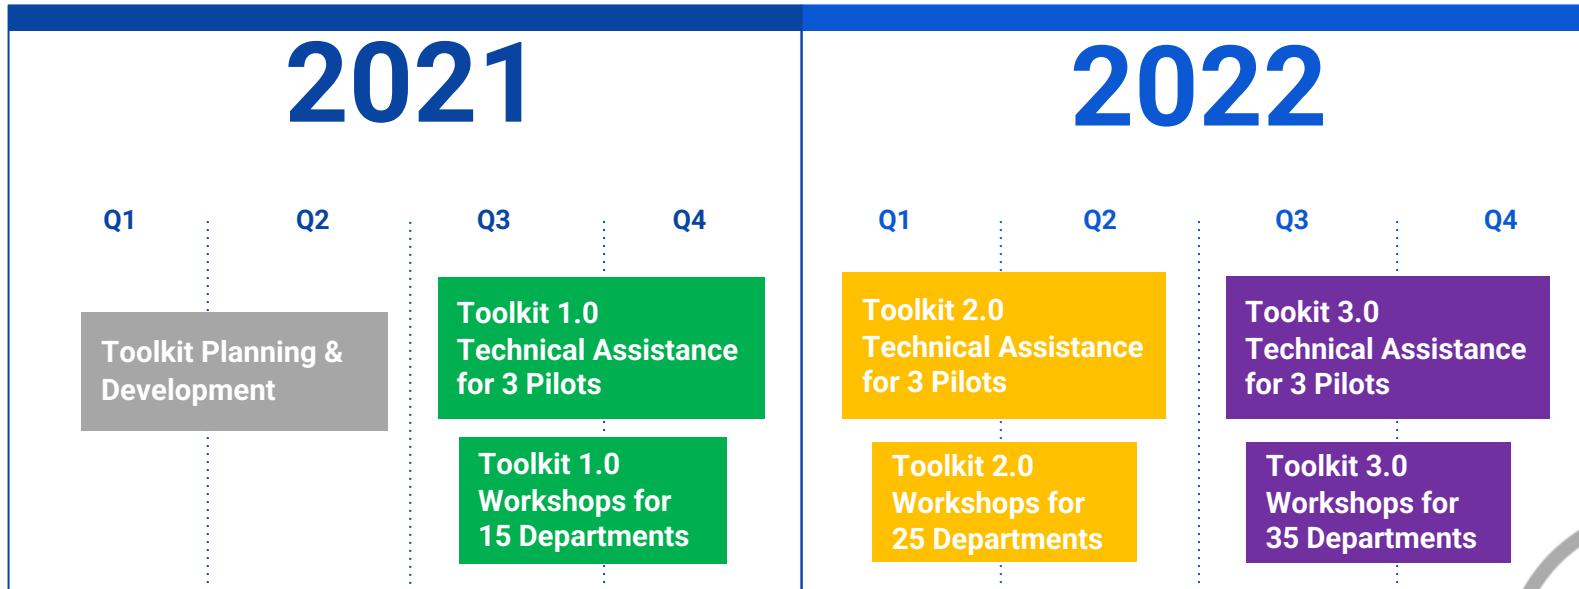 2021
2022
Q1
Q2
Q3
Q4
Q1
Q2
Q3
Q4
Toolkit Planning &
Development
Toolkit 1.0
Technical Assistance
for 3 Pilots
Toolkit 1.0
Workshops for
15 Departments
Toolkit 2.0
Technical Assistance
for 3 Pilots
Toolkit 2.0
Workshops for
25 Departments
Tookit 3.0
Technical Assistance
for 3 Pilots
Toolkit 3.0
Workshops for
35 Departments